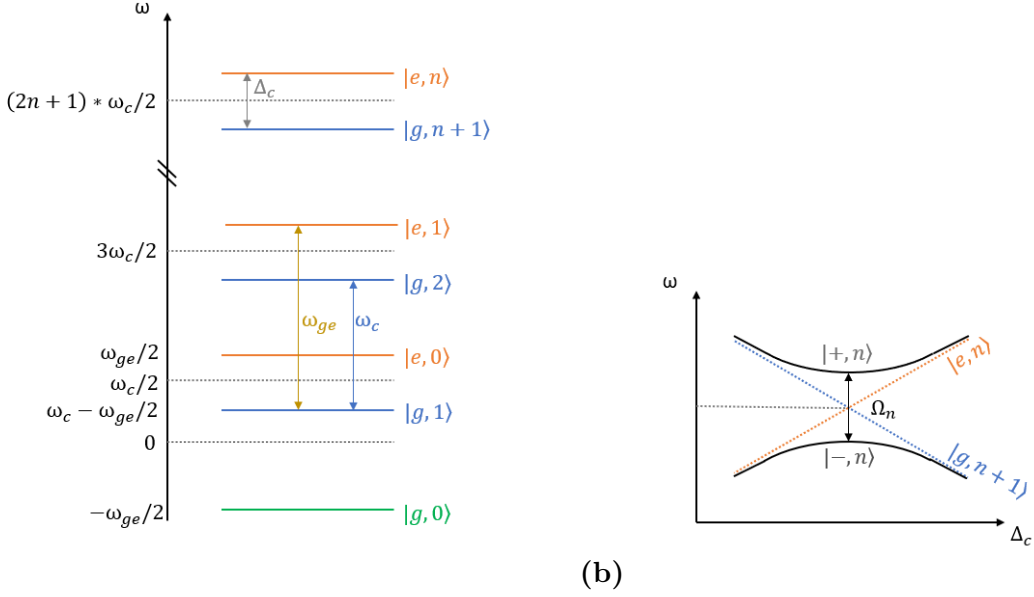 ω
|e, n⟩
Δ_c
(2n + 1) ∗ ω_c/2
|g, n + 1⟩
|e, 1⟩
3ω_c/2
|g, 2⟩
ω_ge
ω_c
ω_ge/2
|e, 0⟩
ω_c/2
ω_c − ω_ge/2
|g, 1⟩
0
−ω_ge/2
|g, 0⟩
ω
|+, n⟩
|e, n⟩
Ω_n
|−, n⟩
|g, n + 1⟩
Δ_c
(b)